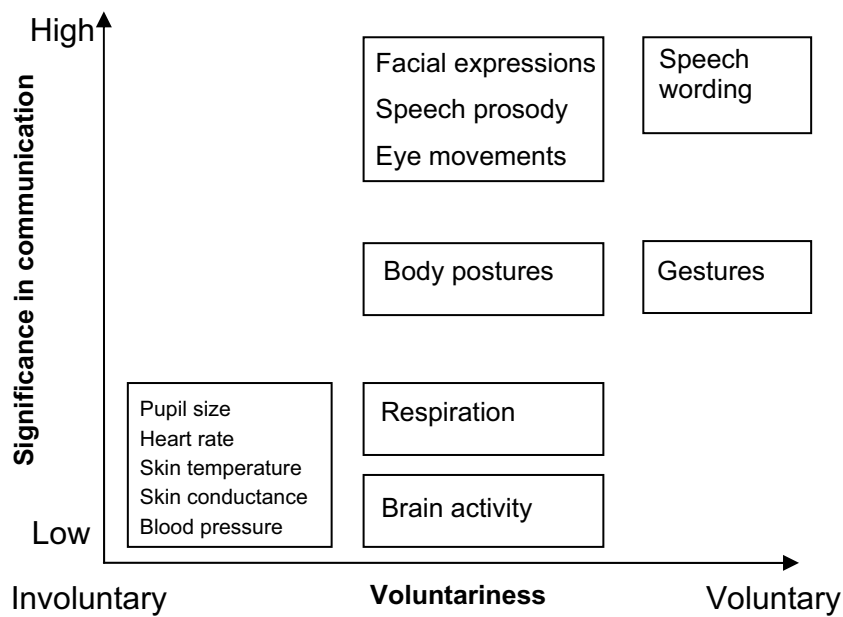 High
Significance in communication
Facial expressions
Speech prosody
Eye movements
Speech
wording
Body postures
Gestures
Pupil size
Heart rate
Skin temperature
Skin conductance
Blood pressure
Respiration
Brain activity
Low
Involuntary
Voluntariness
Voluntary